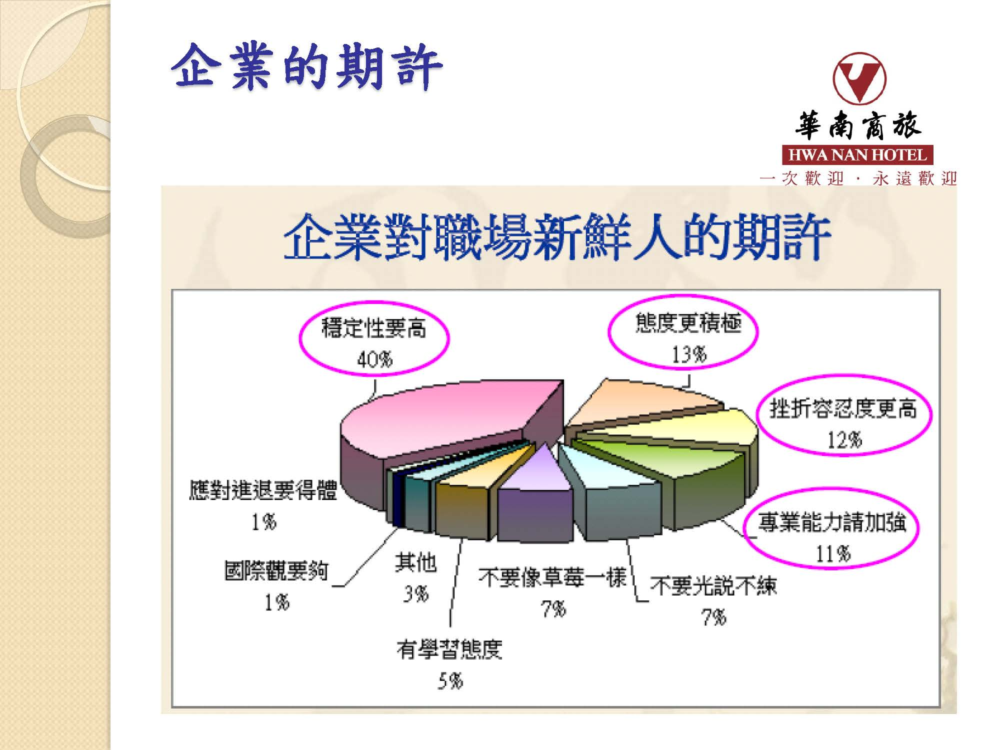 企業的期許
華南商旅
HWA NAN HOTEL
一次歡迎．永遠歡迎
企業對職場新鮮人的期許
穩定性要高
40%
態度更積極
13%
挫折容忍度更高
12%
專業能力請加強
11%
不要光說不練
7%
不要像草莓一樣
7%
有學習態度
5%
其他
3%
國際觀要夠
1%
應對進退要得體
1%